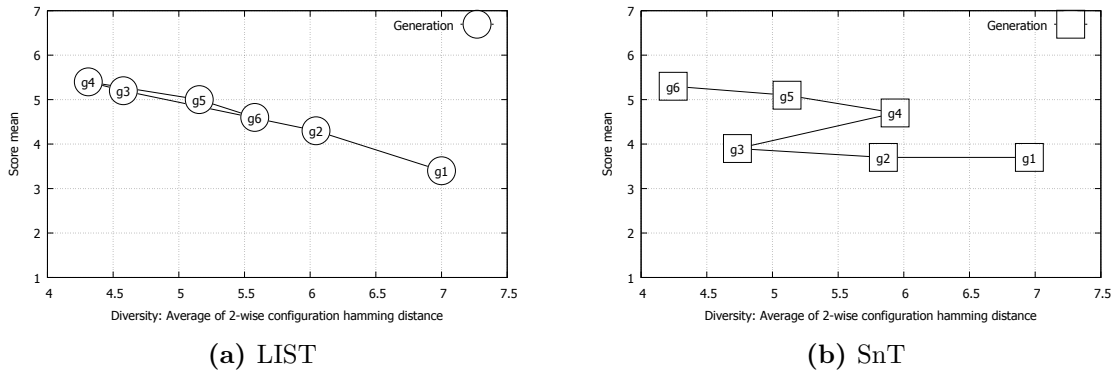 7
6
5
4
3
2
1
Score mean
Generation
g4
g3
g5
g6
g2
g1
4 4.5 5 5.5 6 6.5 7 7.5
Diversity: Average of 2-wise configuration hamming distance
(a) LIST
7
6
5
4
3
2
1
Score mean
Generation
g6
g5
g4
g3
g2
g1
4 4.5 5 5.5 6 6.5 7 7.5
Diversity: Average of 2-wise configuration hamming distance
(b) SnT